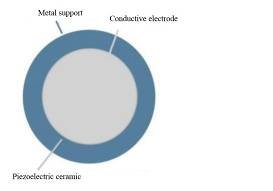 Metal support
Conductive electrode
Piezoelectric ceramic